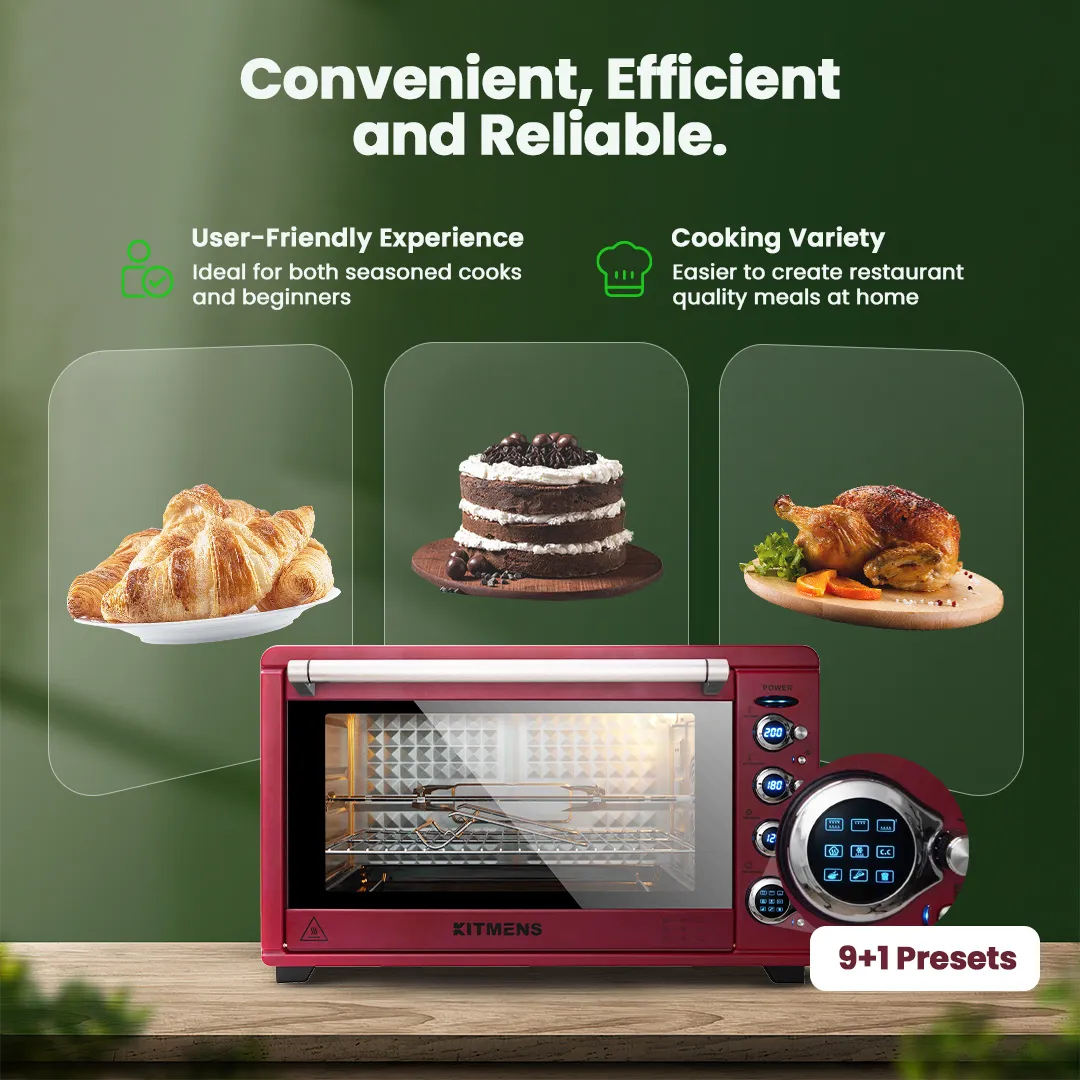 Convenient, Efficient
and Reliable.
User-Friendly Experience
Ideal for both seasoned cooks
and beginners
Cooking Variety
Easier to create restaurant
quality meals at home
POWER
200
180
12
C.C
KITMENS
9+1 Presets